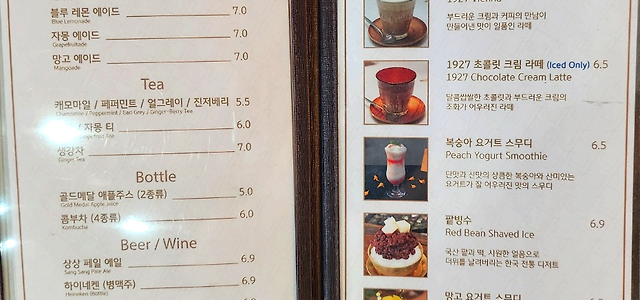 블루 레몬 에이드 7.0
Blue Lemonade
자몽 에이드 7.0
Grapefruitade
망고 에이드 7.0
Mangoade
Tea
캐모마일 / 페퍼민트 / 얼그레이 / 진저베리 5.5
Chamomile / Peppermint / Earl Grey / Ginger-Berry Tea
/ 자몽 티 6.0
Grapefruit Tea
생강차 7.0
Ginger Tea
Bottle
골드메달 애플주스 (2종류) 5.0
Gold Medal Apple Juice
콤부차 (4종류) 6.0
Kombucha
Beer / Wine
상상 페일 에일 6.9
Sang Sang Pale Ale
하이네켄 (병맥주) 6.9
Heineken (Bottle)
1927 Vienna
부드러운 크림과 커피의 만남이
만들어낸 맛이 일품인 라떼
1927 초콜릿 크림 라떼 (Iced Only) 6.5
1927 Chocolate Cream Latte
달콤쌉쌀한 초콜릿과 부드러운 크림의
조화가 어우러진 라떼
복숭아 요거트 스무디 6.5
Peach Yogurt Smoothie
단맛과 신맛의 상큼한 복숭아와 산미있는
요거트가 잘 어우러진 맛의 스무디
팥빙수 6.9
Red Bean Shaved Ice
국산 팥과 떡, 시원한 얼음으로
더위를 날려버리는 한국 전통 디저트
망고 요거트 스무디